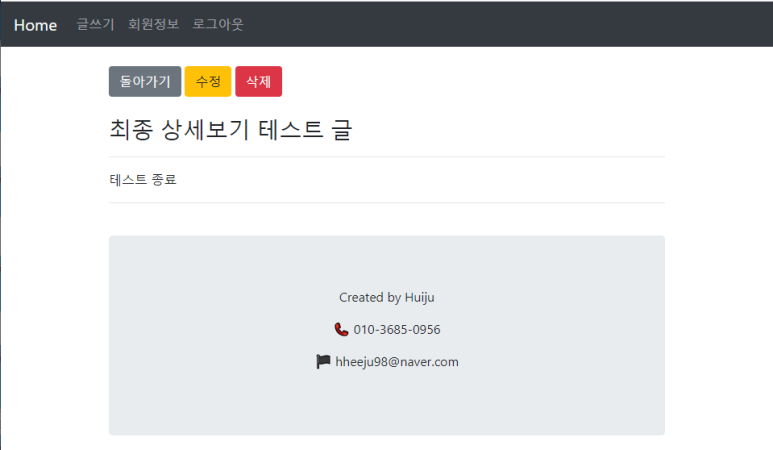 Home 글쓰기 회원정보 로그아웃
돌아가기 수정 삭제
최종 상세보기 테스트 글
테스트 종료
Created by Huiju
010-3685-0956
hheeju98@naver.com